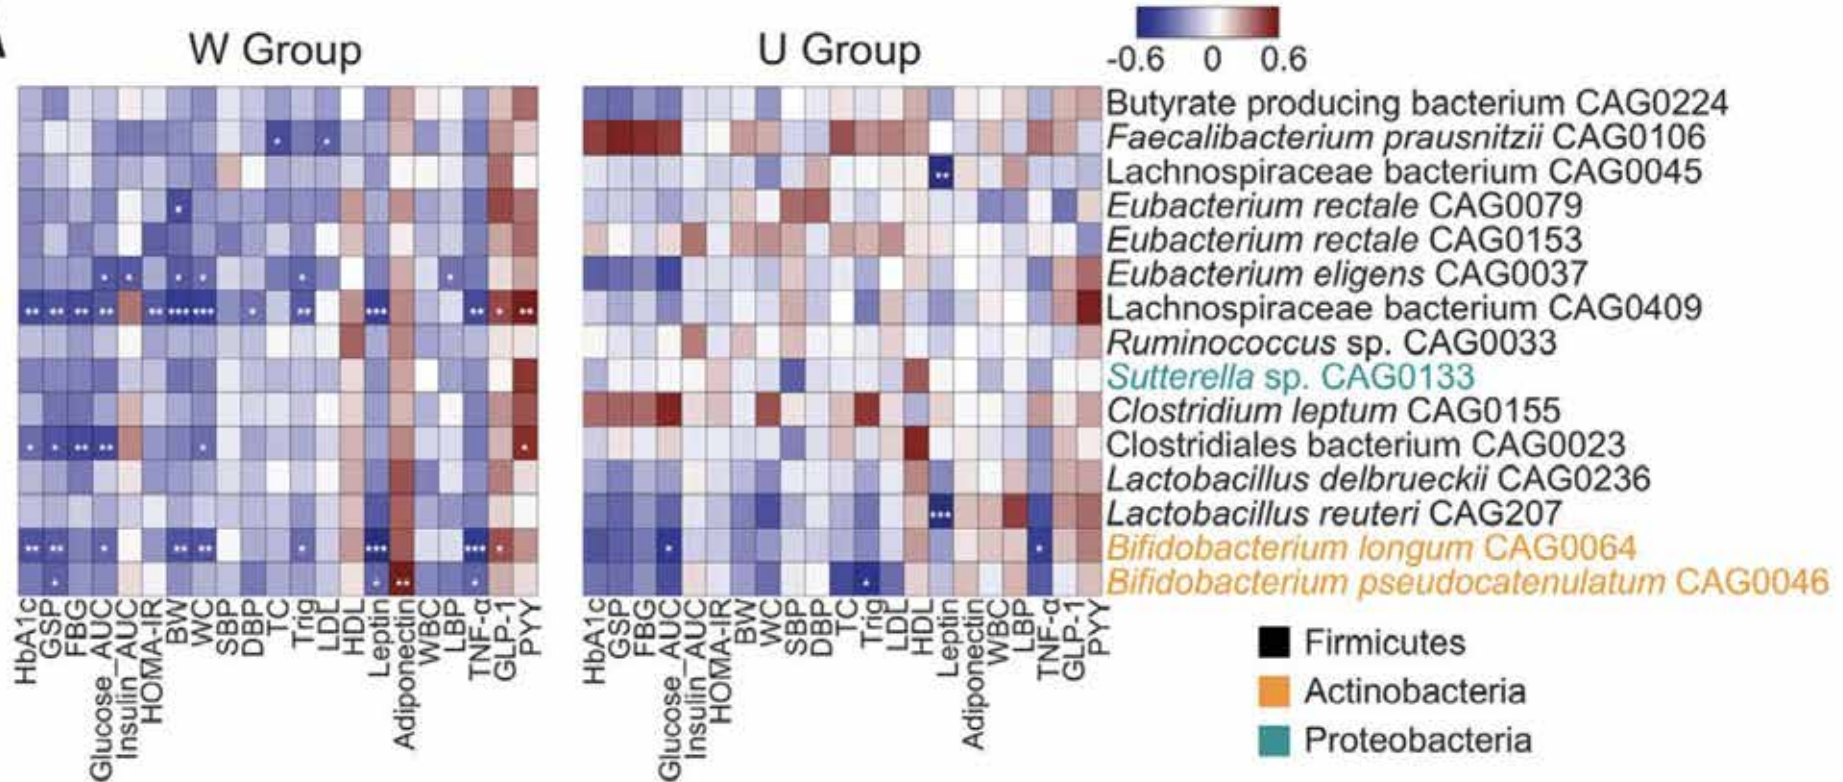 W Group
U Group
-0.6 0 0.6
Butyrate producing bacterium CAG0224
Faecalibacterium prausnitzii CAG0106
Lachnospiraceae bacterium CAG0045
Eubacterium rectale CAG0079
Eubacterium rectale CAG0153
Eubacterium eligens CAG0037
Lachnospiraceae bacterium CAG0409
Ruminococcus sp. CAG0033
Sutterella sp. CAG0133
Clostridium leptum CAG0155
Clostridiales bacterium CAG0023
Lactobacillus delbrueckii CAG0236
Lactobacillus reuteri CAG207
Bifidobacterium longum CAG0064
Bifidobacterium pseudocatenulatum CAG0046
HbA1c
GSP
FBG
Glucose_AUC
Insulin_AUC
HOMA-IR
BW
WC
SBP
DBP
TC
Trig
LDL
HDL
Leptin
Adiponectin
WBC
LBP
TNF-α
GLP-1
PYY
HbA1c
GSP
FBG
Glucose_AUC
Insulin_AUC
HOMA-IR
BW
WC
SBP
DBP
TC
Trig
LDL
HDL
Leptin
Adiponectin
WBC
LBP
TNF-α
GLP-1
PYY
Firmicutes
Actinobacteria
Proteobacteria